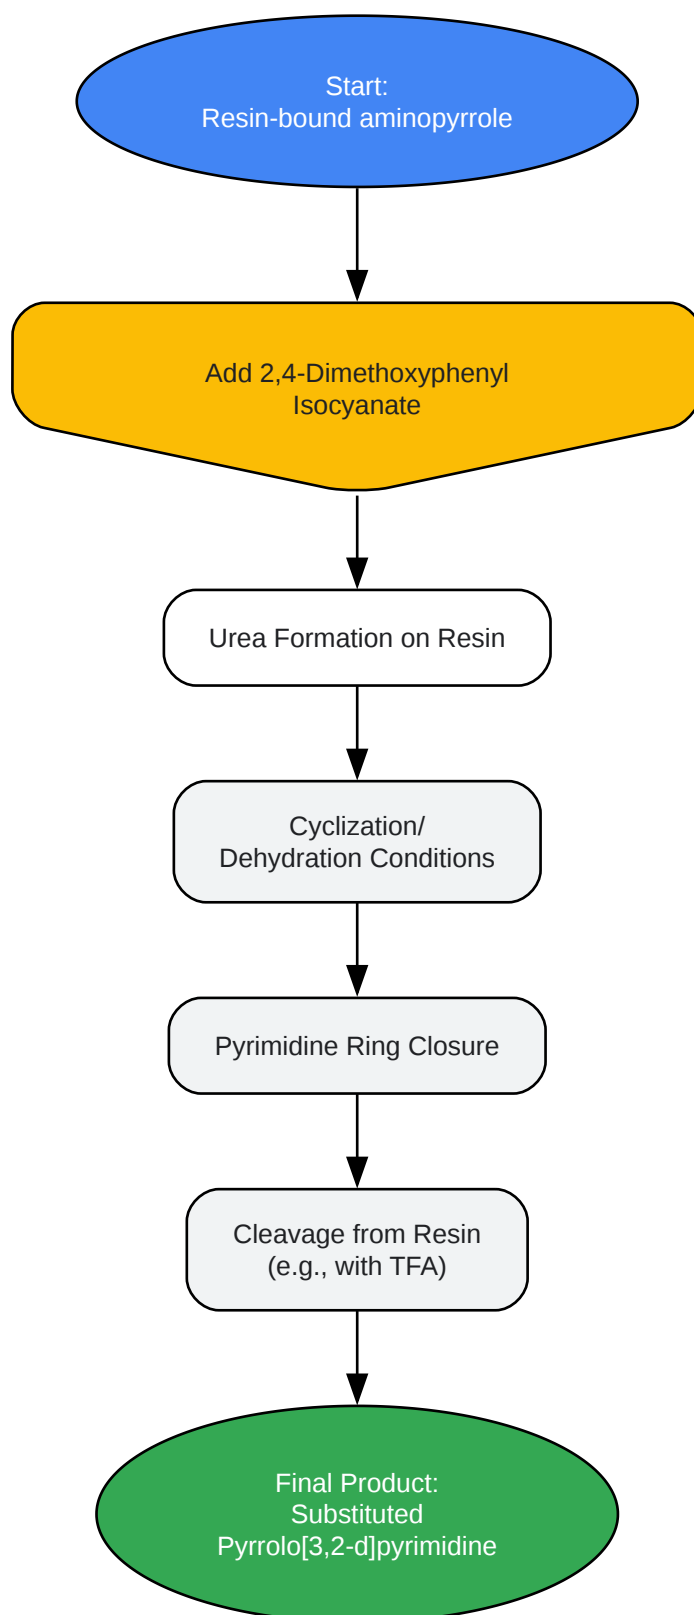 Start:
Resin-bound aminopyrrole
Add 2,4-Dimethoxyphenyl
Isocyanate
Urea Formation on Resin
Cyclization/
Dehydration Conditions
Pyrimidine Ring Closure
Cleavage from Resin
(e.g., with TFA)
Final Product:
Substituted
Pyrrolo[3,2-d]pyrimidine